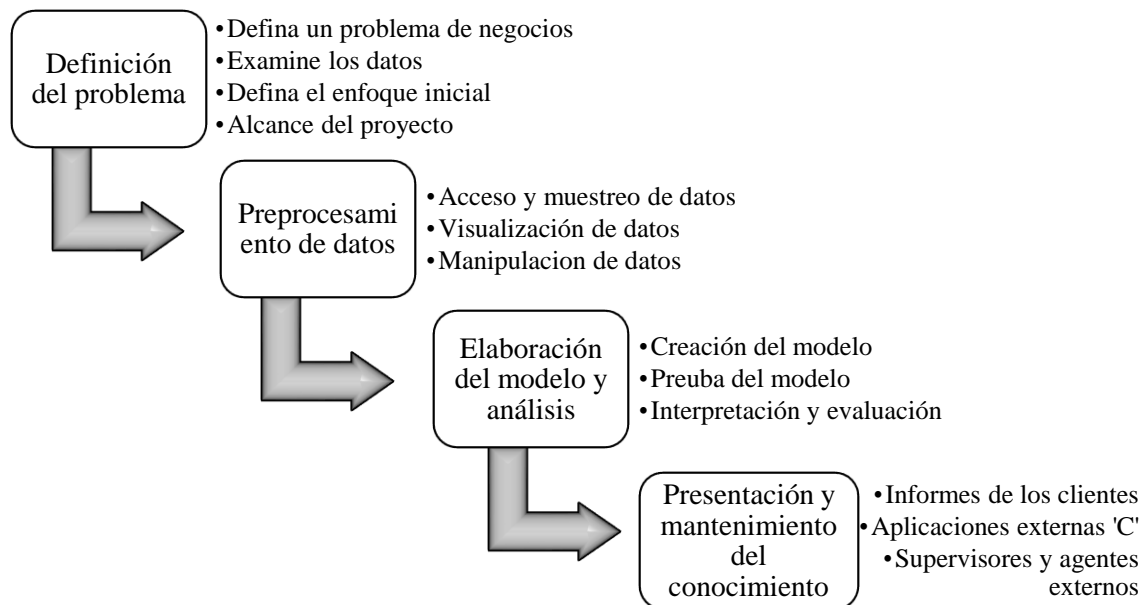 Definición
del problema
•Defina un problema de negocios
•Examine los datos
•Defina el enfoque inicial
•Alcance del proyecto
Preprocesami
ento de datos
•Acceso y muestreo de datos
•Visualización de datos
•Manipulacion de datos
Elaboración
del modelo y
análisis
•Creación del modelo
•Preuba del modelo
•Interpretación y evaluación
Presentación y
mantenimiento
del
conocimiento
•Informes de los clientes
•Aplicaciones externas 'C'
•Supervisores y agentes
externos